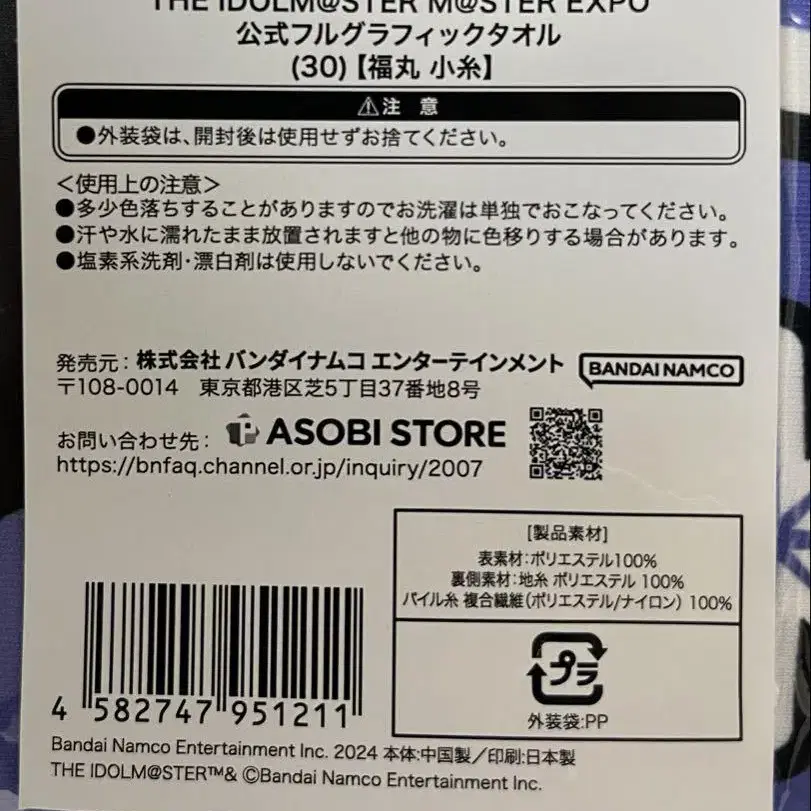 THE IDOLM@STER M@STER EXPO
公式フルグラフィックタオル
(30)【福丸 小糸】
⚠注 意
●外装袋は、開封後は使用せずお捨てください。
＜使用上の注意＞
●多少色落ちすることがありますのでお洗濯は単独でおこなってください。
●汗や水に濡れたまま放置されますと他の物に色移りする場合があります。
●塩素系洗剤・漂白剤は使用しないでください。
発売元：株式会社 バンダイナムコ エンターテインメント
BANDAI NAMCO
〒108-0014 東京都港区芝5丁目37番地8号
お問い合わせ先： ASOBI STORE
https://bnfaq.channel.or.jp/inquiry/2007
[製品素材]
表素材：ポリエステル100%
裏側素材：地糸 ポリエステル 100%
パイル糸 複合繊維（ポリエステル/ナイロン） 100%
プラ
外装袋:PP
4 582747 951211
Bandai Namco Entertainment Inc. 2024 本体:中国製／印刷:日本製
THE IDOLM@STER™& ©Bandai Namco Entertainment Inc.